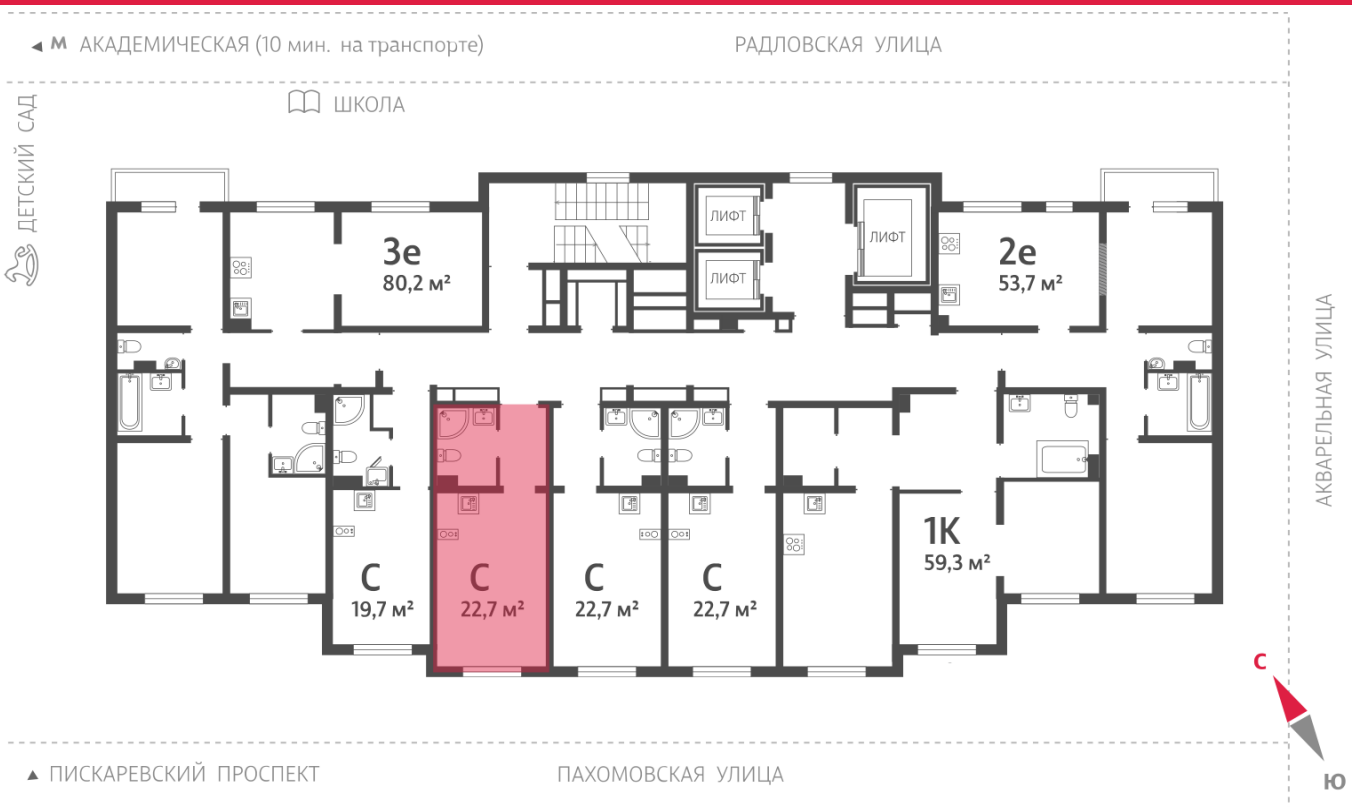 М АКАДЕМИЧЕСКАЯ (10 мин. на транспорте)
РАДЛОВСКАЯ УЛИЦА
ШКОЛА
ДЕТСКИЙ САД
ЛИФТ
ЛИФТ
ЛИФТ
3е
80,2 м²
2е
53,7 м²
АКВАРЕЛЬНАЯ УЛИЦА
1К
59,3 м²
С
19,7 м²
С
22,7 м²
С
22,7 м²
С
22,7 м²
С
Ю
ПИСКАРЕВСКИЙ ПРОСПЕКТ
ПАХОМОВСКАЯ УЛИЦА